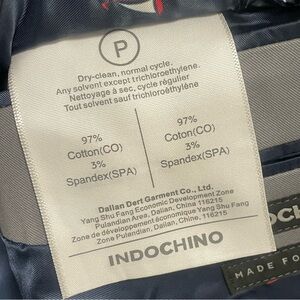 P
Dry-clean, normal cycle.
Any solvent except trichloroethylene.
Nettoyage à sec, cycle régulier
Tout solvent sauf trichloroéthylène.
97% 97%
Cotton(CO) Cotton(CO)
3% 3%
Spandex(SPA) Spandex(SPA)
Dalian Dert Garment Co., Ltd.
Yang Shu Fang Economic Development Zone
Pulandian Area, Dalian, China, 116215
Zone de développement économique Yang Shu Fang
Zone Pulandian, Dalian, Chine, 116215
INDOCHINO
OCH
MADE FO